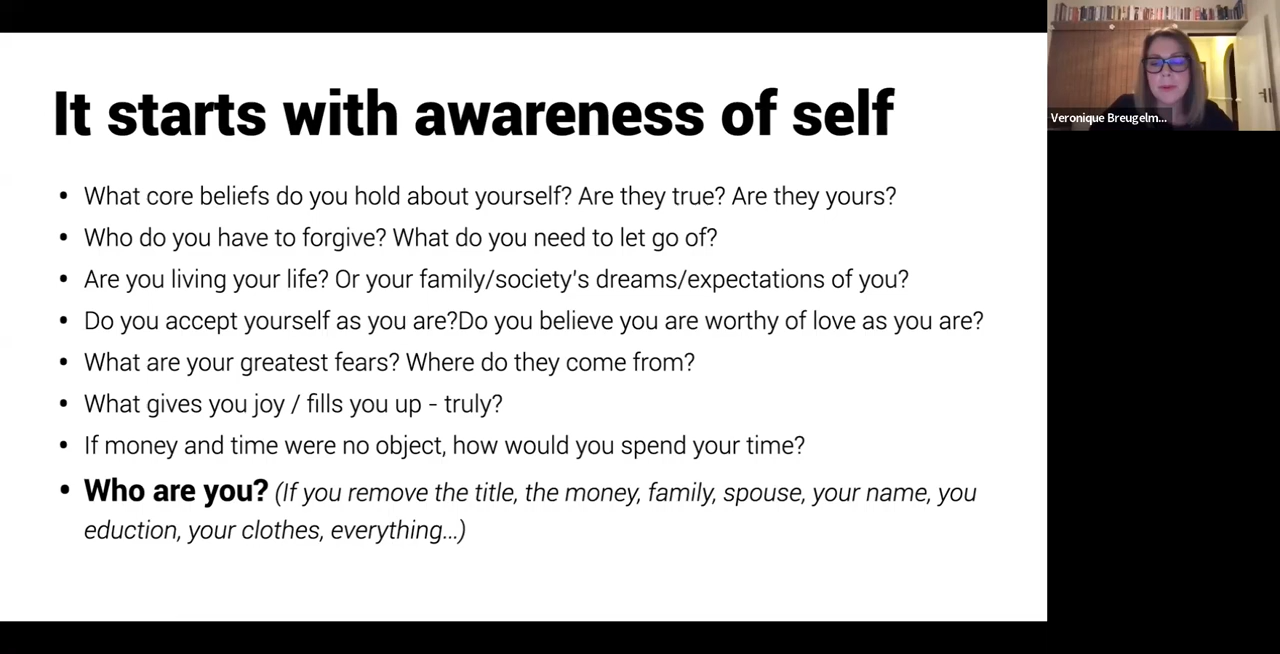 It starts with awareness of self
• What core beliefs do you hold about yourself? Are they true? Are they yours?
• Who do you have to forgive? What do you need to let go of?
• Are you living your life? Or your family/society's dreams/expectations of you?
• Do you accept yourself as you are?Do you believe you are worthy of love as you are?
• What are your greatest fears? Where do they come from?
• What gives you joy / fills you up - truly?
• If money and time were no object, how would you spend your time?
• Who are you? (If you remove the title, the money, family, spouse, your name, you
eduction, your clothes, everything...)
Veronique Breugelm...